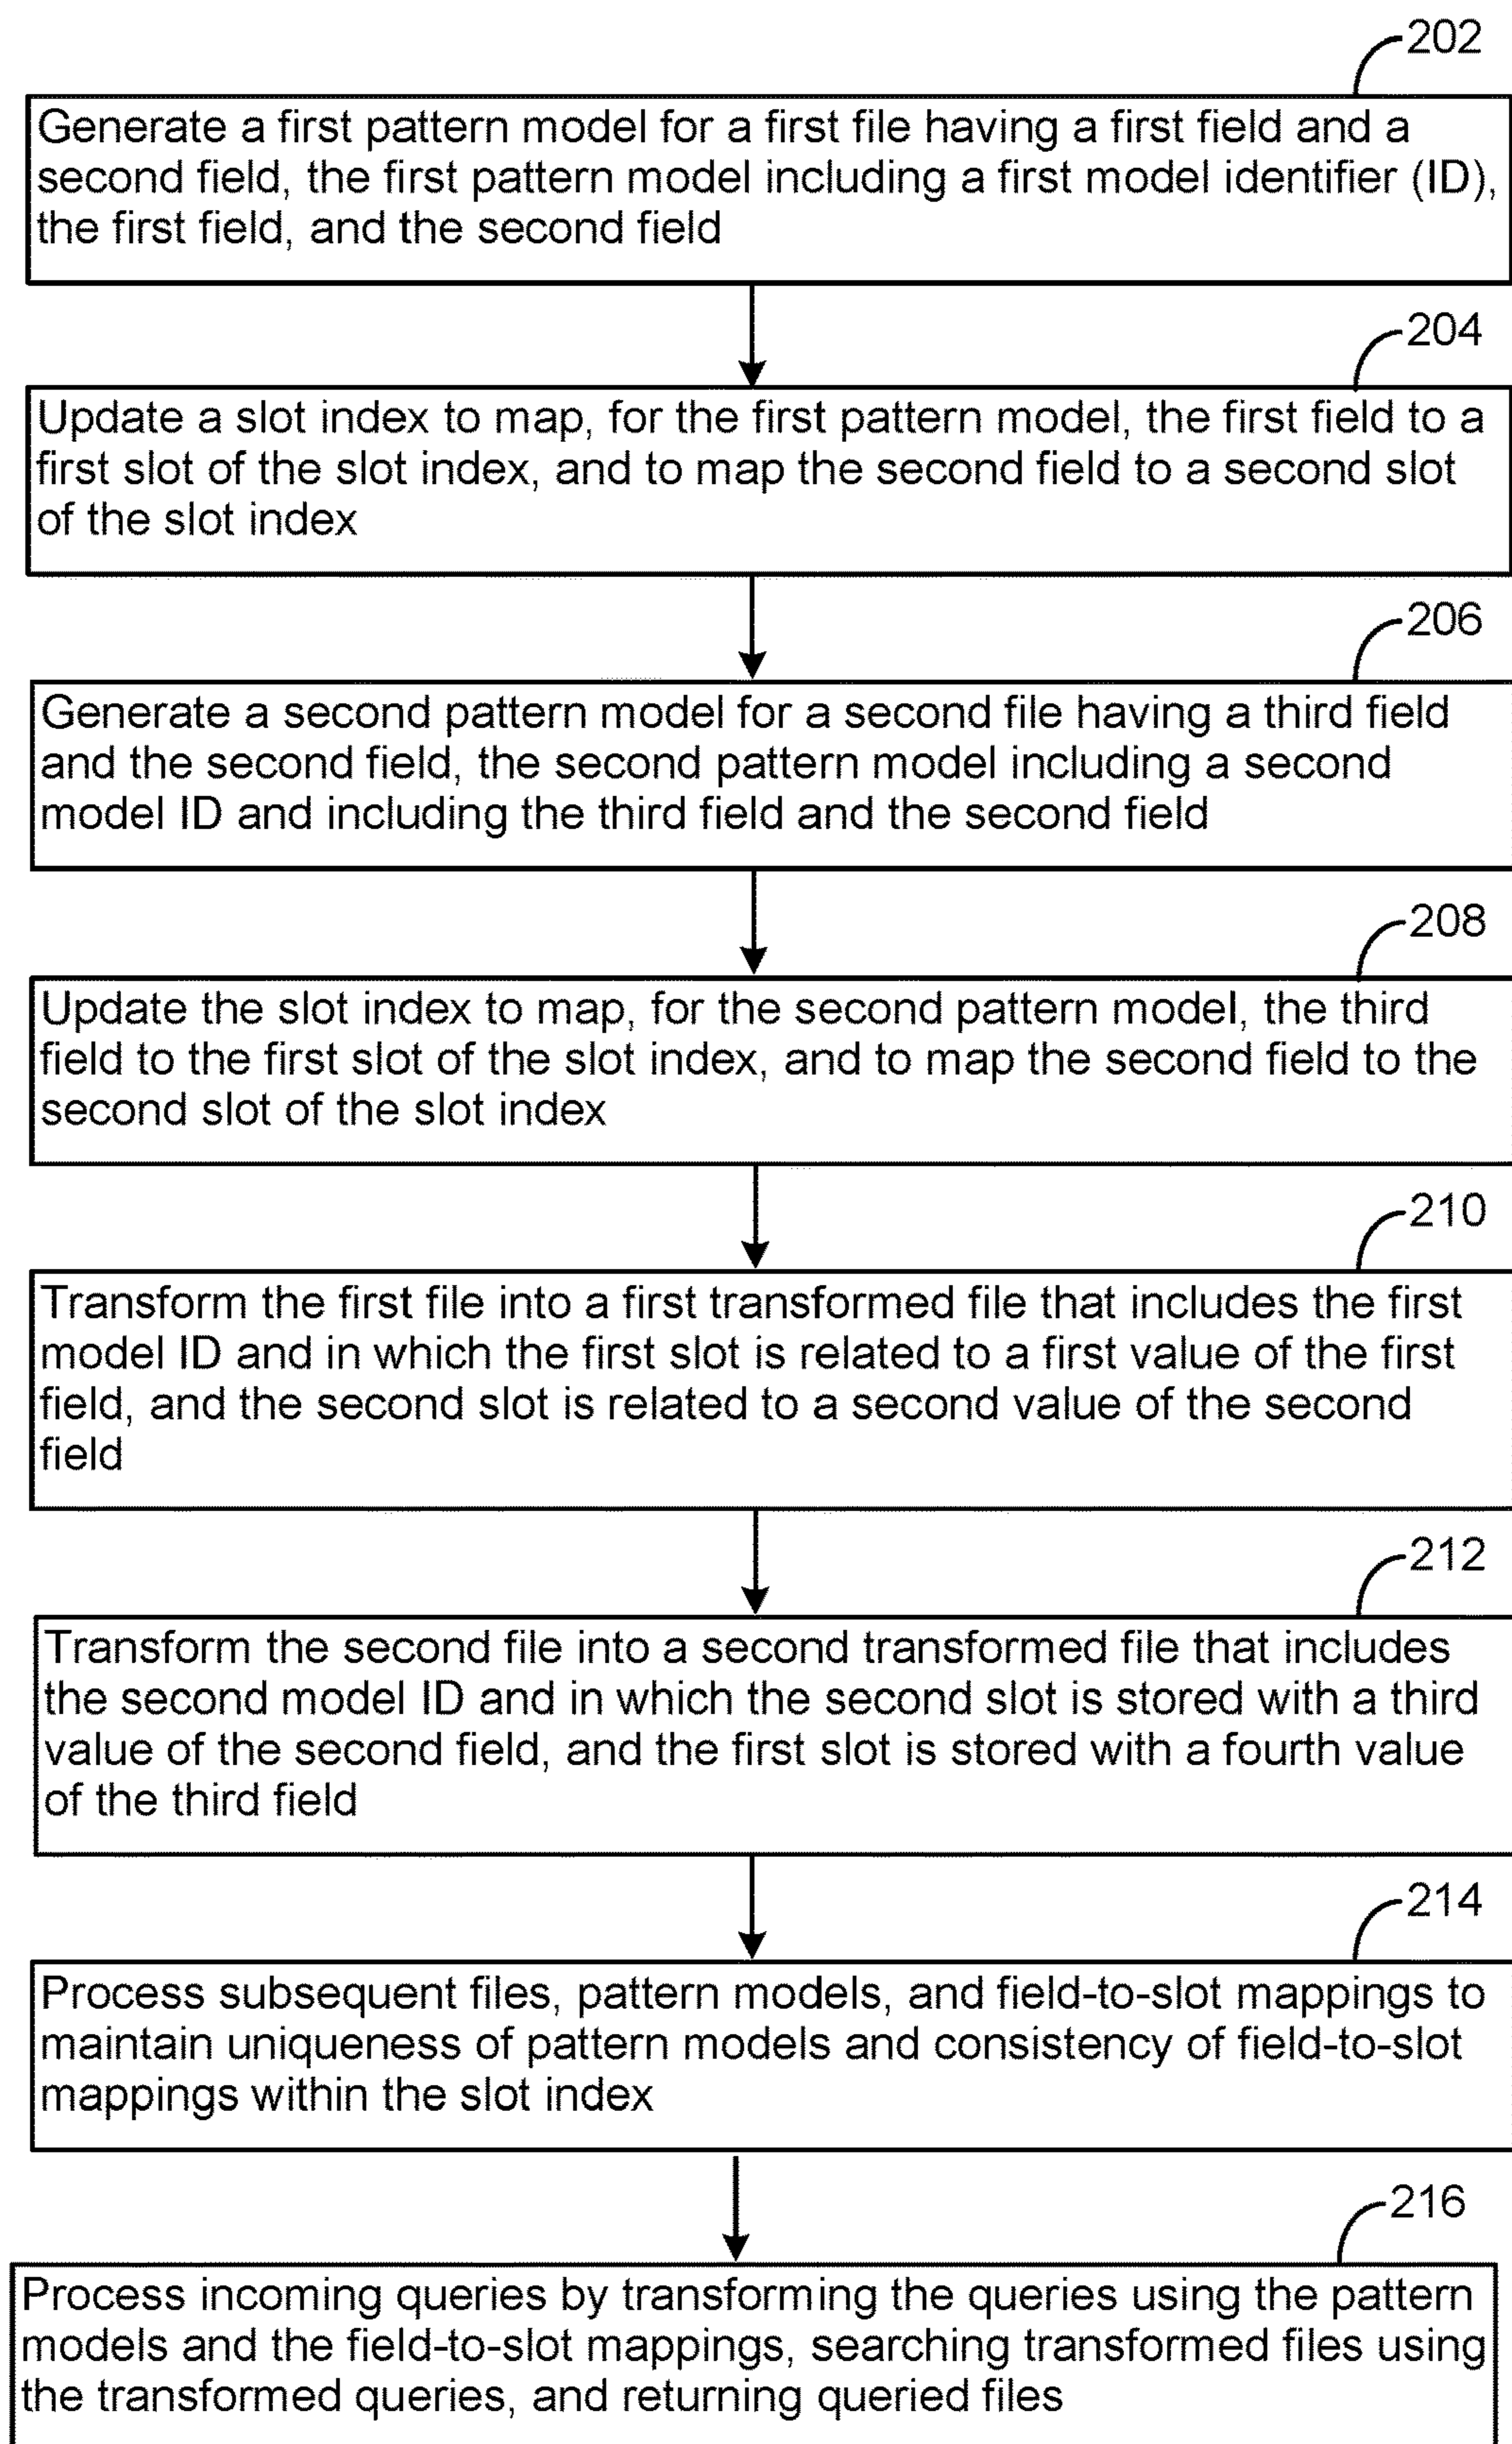 202
Generate a first pattern model for a first file having a first field and a
second field, the first pattern model including a first model identifier (ID),
the first field, and the second field
204
Update a slot index to map, for the first pattern model, the first field to a
first slot of the slot index, and to map the second field to a second slot
of the slot index
206
Generate a second pattern model for a second file having a third field
and the second field, the second pattern model including a second
model ID and including the third field and the second field
208
Update the slot index to map, for the second pattern model, the third
field to the first slot of the slot index, and to map the second field to the
second slot of the slot index
210
Transform the first file into a first transformed file that includes the first
model ID and in which the first slot is related to a first value of the first
field, and the second slot is related to a second value of the second
field
212
Transform the second file into a second transformed file that includes
the second model ID and in which the second slot is stored with a third
value of the second field, and the first slot is stored with a fourth value
of the third field
214
Process subsequent files, pattern models, and field-to-slot mappings to
maintain uniqueness of pattern models and consistency of field-to-slot
mappings within the slot index
216
Process incoming queries by transforming the queries using the pattern
models and the field-to-slot mappings, searching transformed files using
the transformed queries, and returning queried files